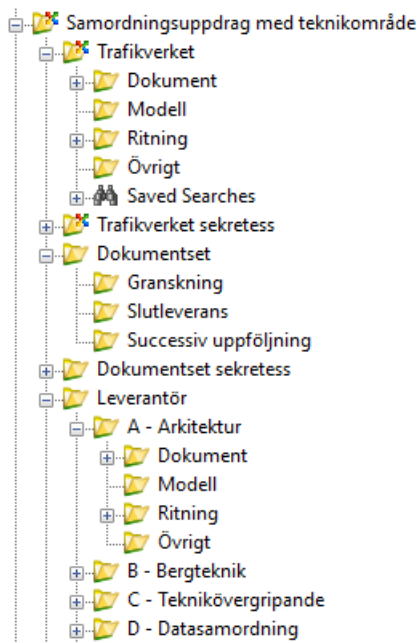 Samordningsuppdrag med teknikområde
Trafikverket
Dokument
Modell
Ritning
Övrigt
Saved Searches
Trafikverket sekretess
Dokumentset
Granskning
Slutleverans
Successiv uppföljning
Dokumentset sekretess
Leverantör
A - Arkitektur
Dokument
Modell
Ritning
Övrigt
B - Bergteknik
C - Teknikövergripande
D - Datasamordning